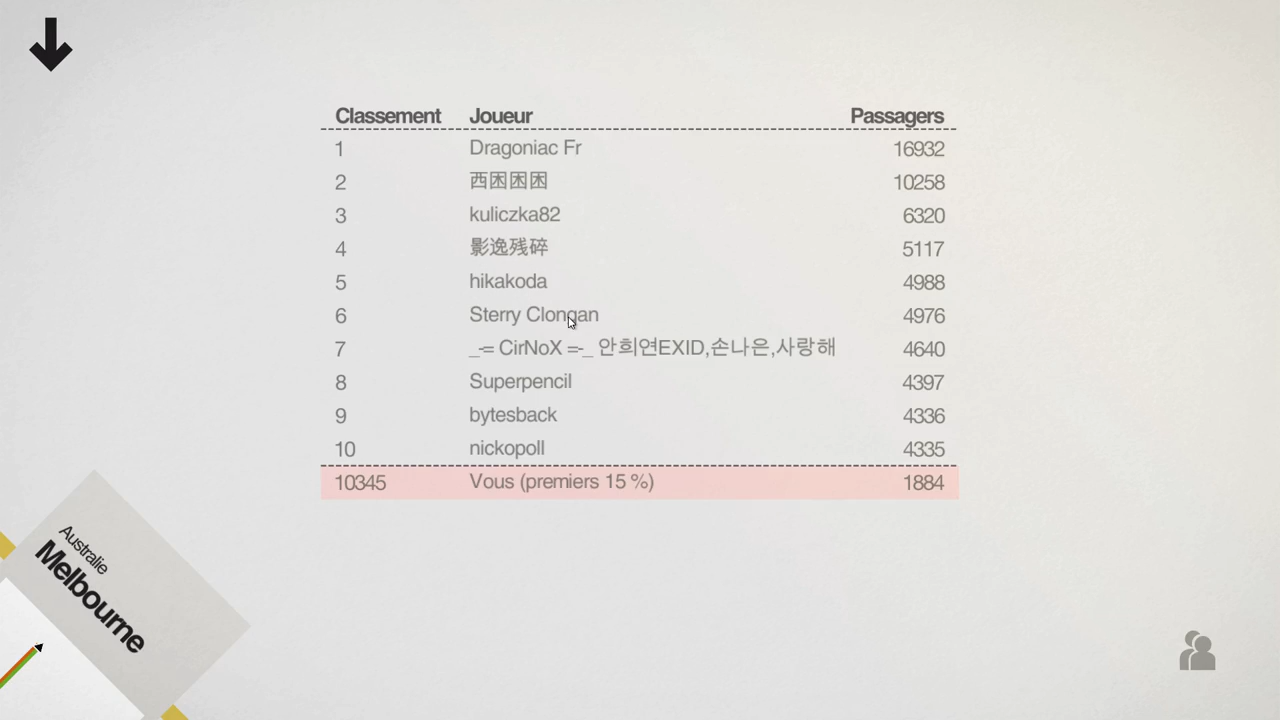 Classement Joueur Passagers
1 Dragoniac Fr 16932
2 西困困困 10258
3 kuliczka82 6320
4 影逸残碎 5117
5 hikakoda 4988
6 Sterry Clongan 4976
7 _-= CirNoX =-_ 안희연EXID,손나은,사랑해 4640
8 Superpencil 4397
9 bytesback 4336
10 nickopoll 4335
10345 Vous (premiers 15 %) 1884
Australie
Melbourne